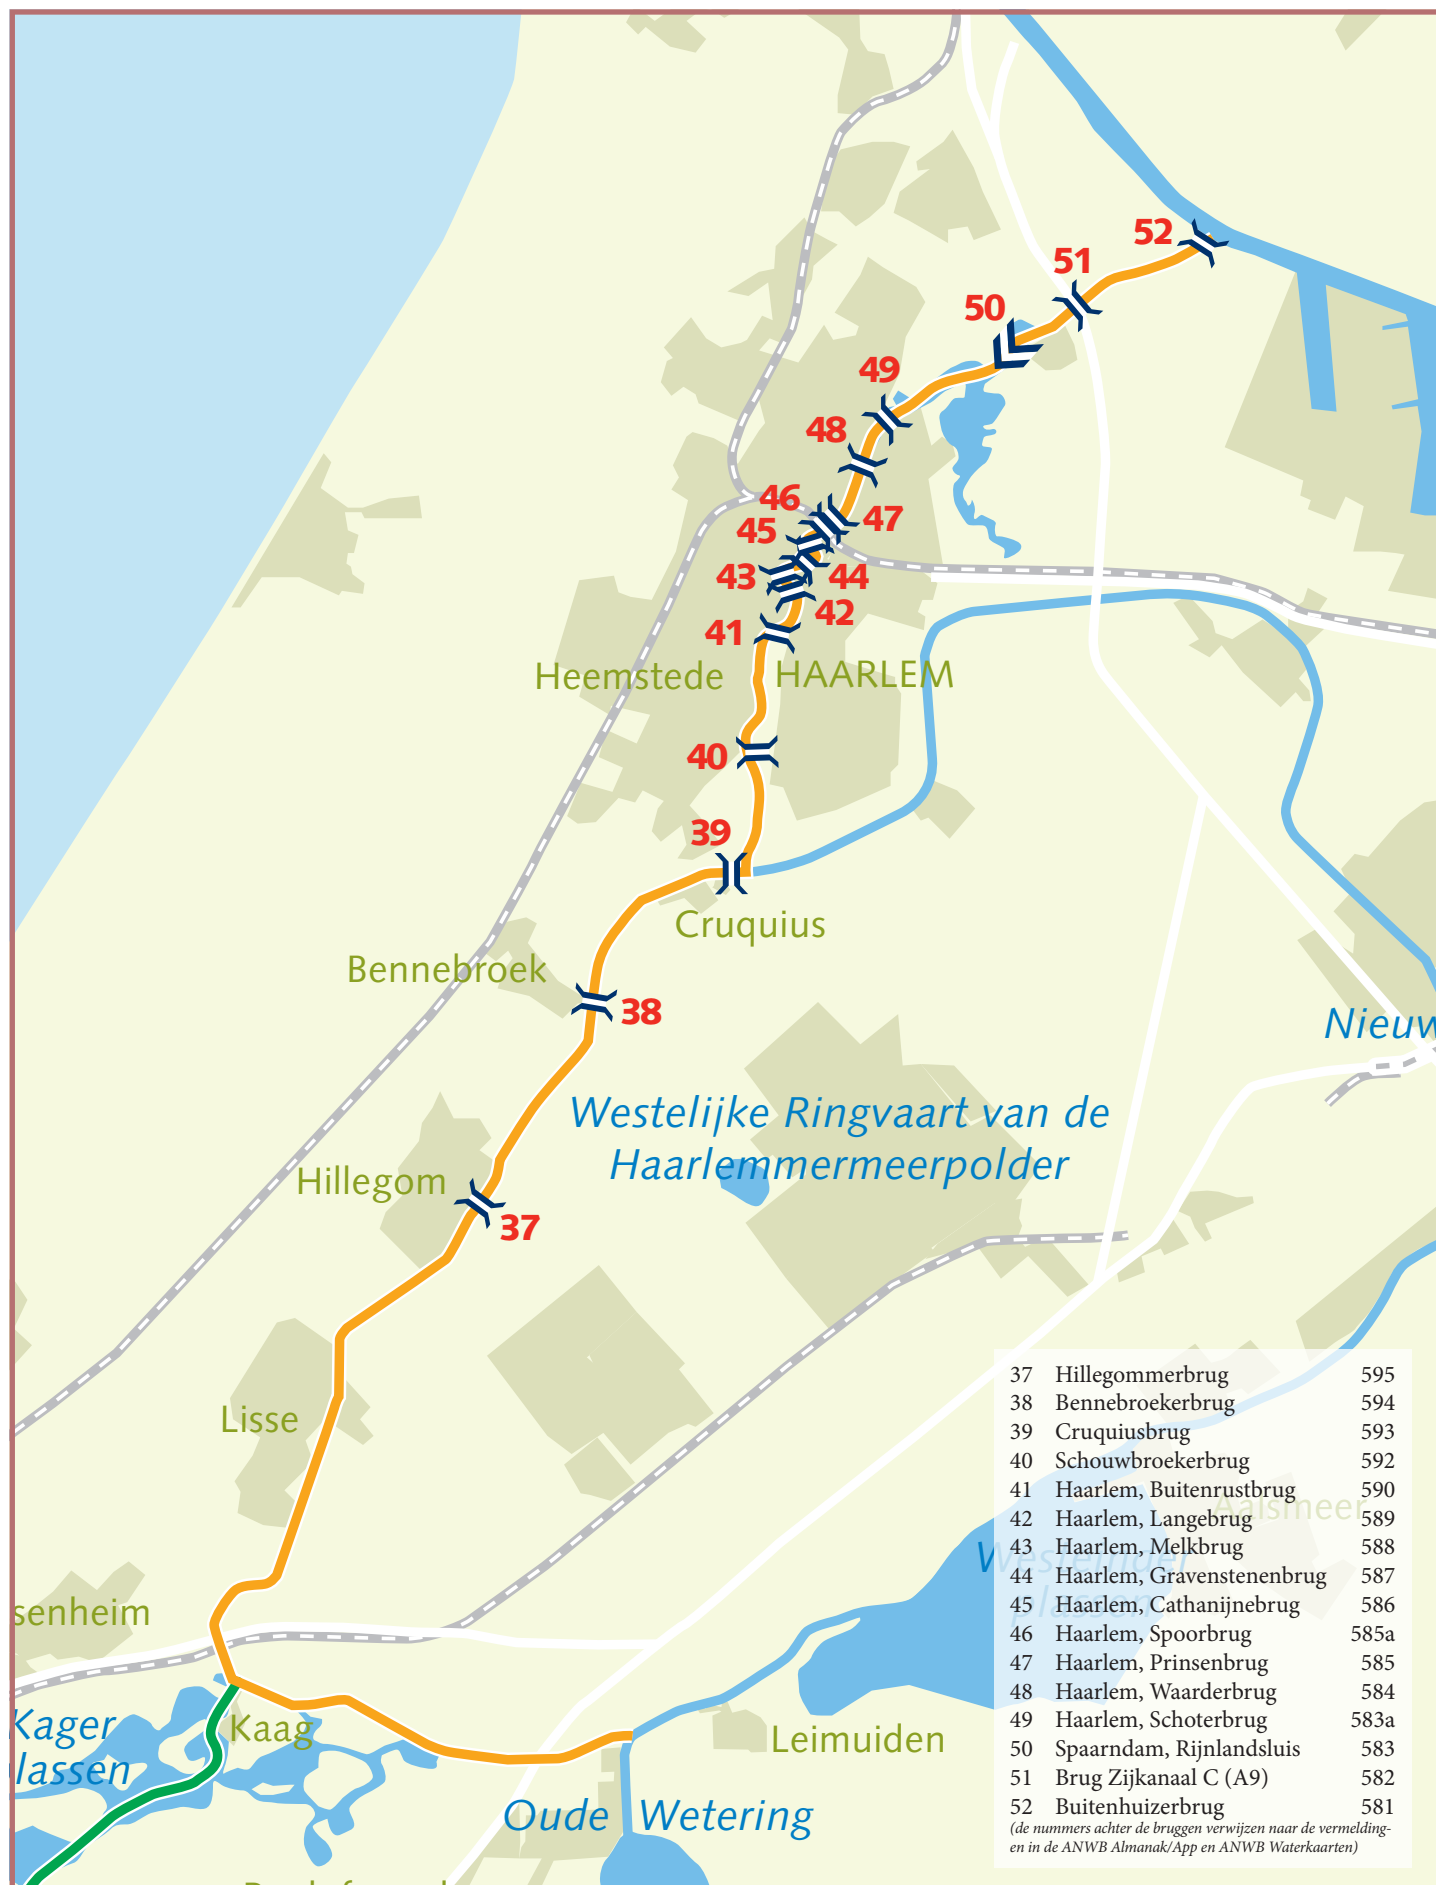 52
51
50
49
48
46
47
45
43
44
42
41
Heemstede
HAARLEM
40
39
Cruquius
Bennebroek
38
Nieuw
Westelijke Ringvaart van de
Haarlemmermeerpolder
Hillegom
37
Lisse
37 Hillegommerbrug 595
38 Bennebroekerbrug 594
39 Cruquiusbrug 593
40 Schouwbroekerbrug 592
41 Haarlem, Buitenrustbrug 590
42 Haarlem, Langebrug 589
43 Haarlem, Melkbrug 588
44 Haarlem, Gravenstenenbrug 587
45 Haarlem, Cathanijnebrug 586
46 Haarlem, Spoorbrug 585a
47 Haarlem, Prinsenbrug 585
48 Haarlem, Waarderbrug 584
49 Haarlem, Schoterbrug 583a
50 Spaarndam, Rijnlandsluis 583
51 Brug Zijkanaal C (A9) 582
52 Buitenhuizerbrug 581
(de nummers achter de bruggen verwijzen naar de vermelding-
en in de ANWB Almanak/App en ANWB Waterkaarten)
Aalsmeer
Westeinder
plassen
senheim
Kager
lassen
Kaag
Leimuiden
Oude Wetering